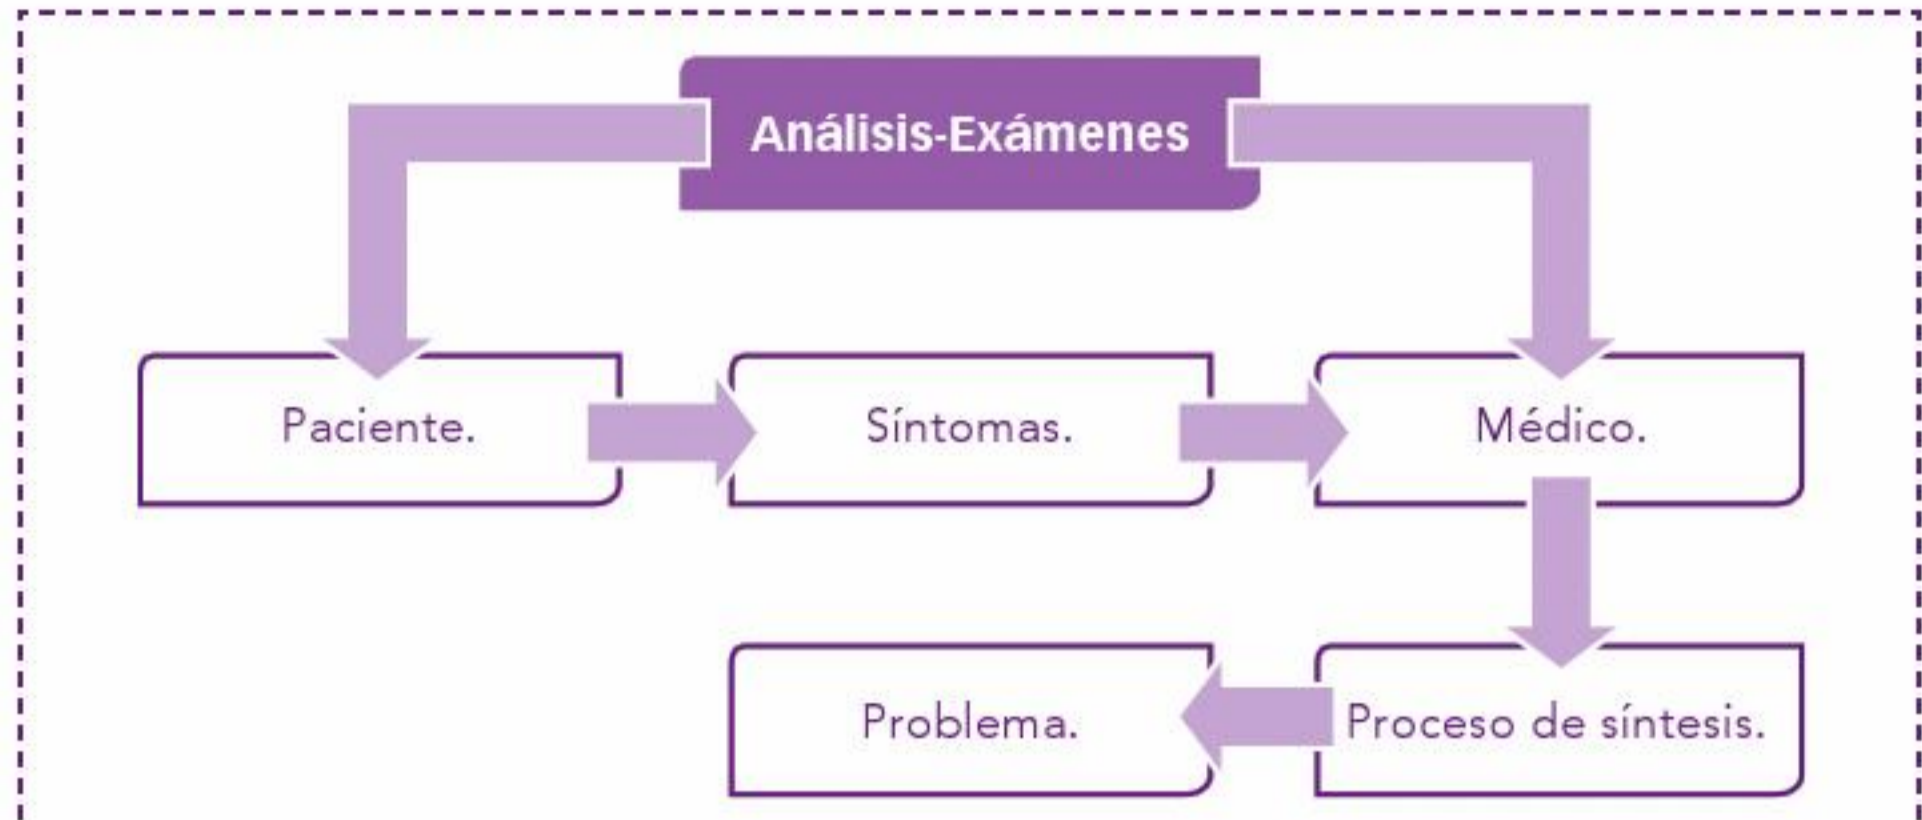 Análisis-Exámenes
Paciente.
Síntomas.
Médico.
Problema.
Proceso de síntesis.